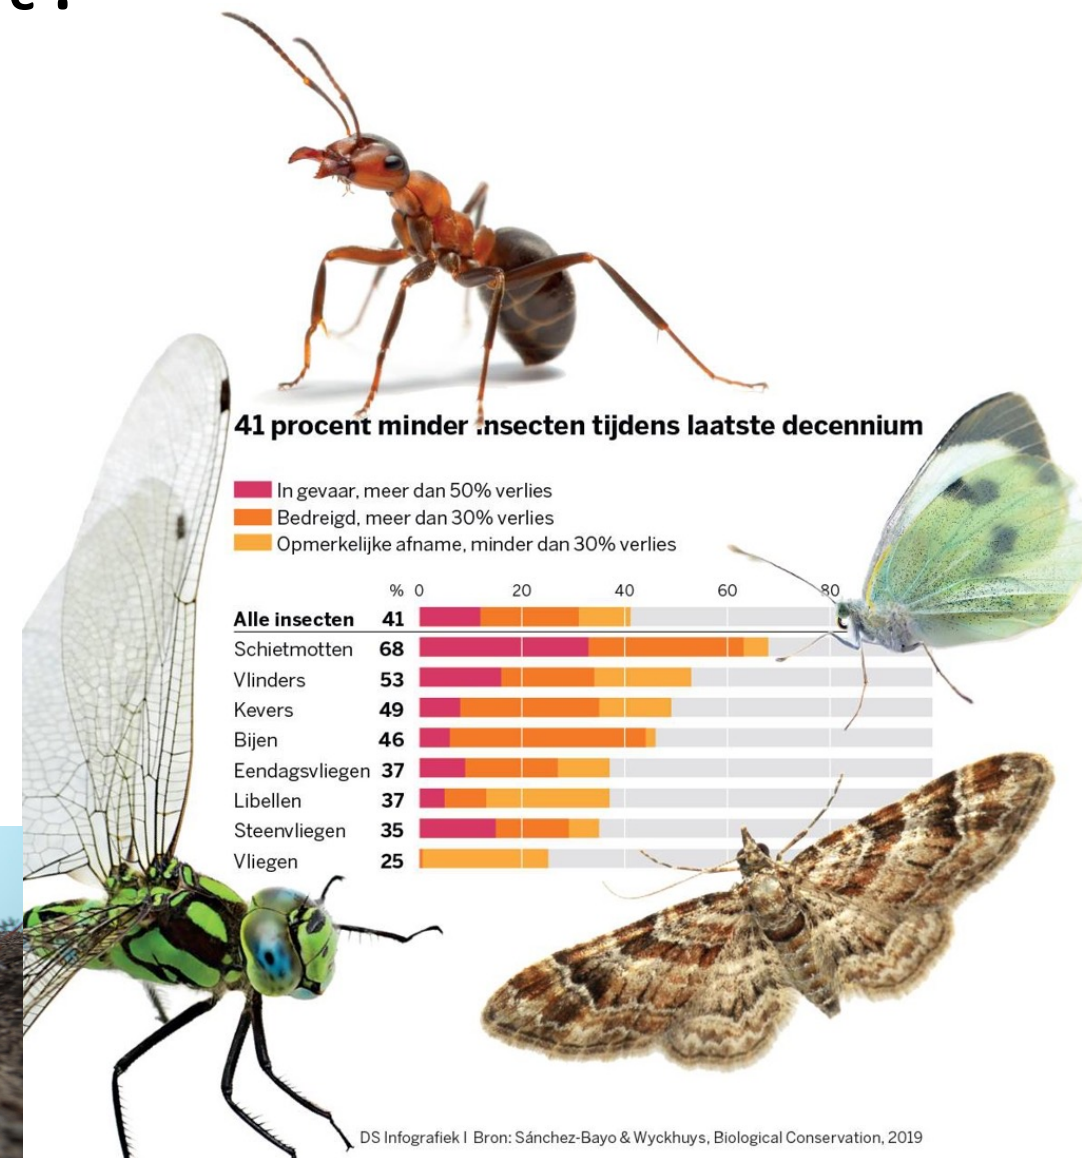 41 procent minder insecten tijdens laatste decennium
In gevaar, meer dan 50% verlies
Bedreigd, meer dan 30% verlies
Opmerkelijke afname, minder dan 30% verlies
% 0 20 40 60 80
Alle insecten 41
Schietmotten 68
Vlinders 53
Kevers 49
Bijen 46
Eendagsvliegen 37
Libellen 37
Steenvliegen 35
Vliegen 25
DS Infografiek I Bron: Sánchez-Bayo & Wyckhuys, Biological Conservation, 2019